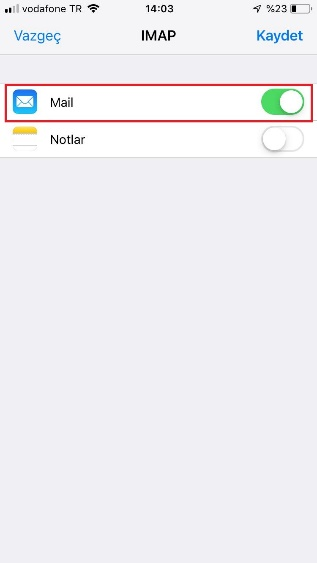 vodafone TR 14:03 %23
Vazgeç IMAP Kaydet
Mail
Notlar